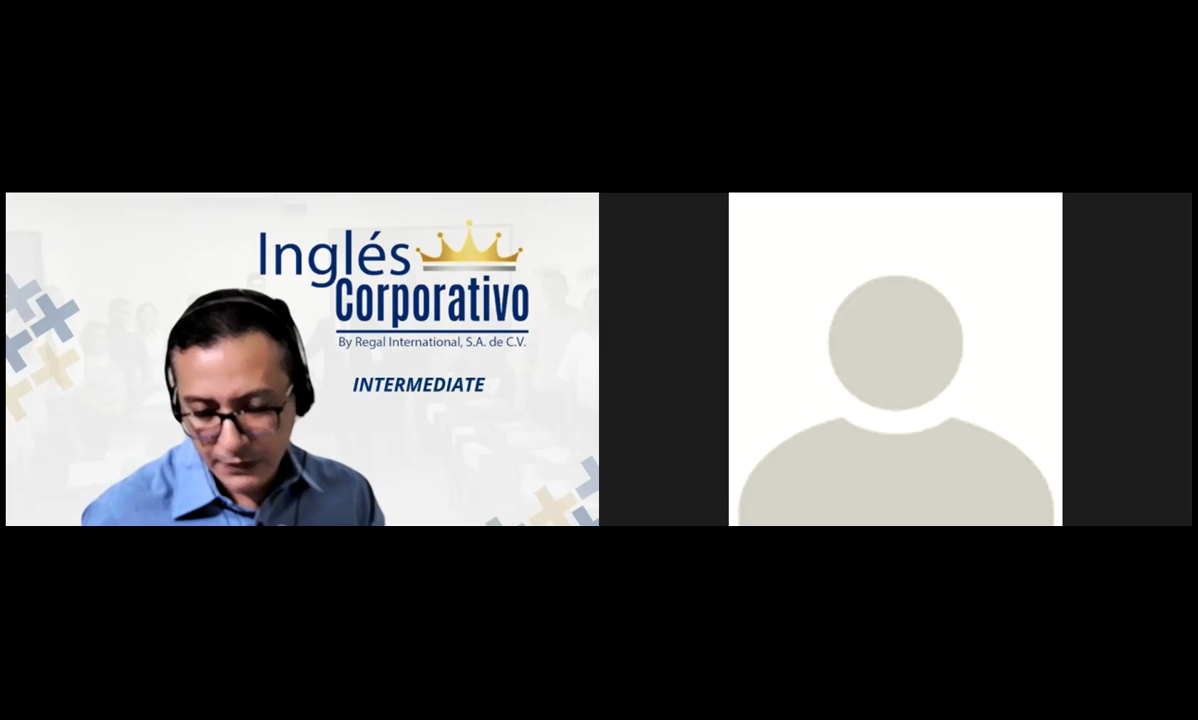 Inglés
Corporativo
By Regal International, S.A. de C.V.
INTERMEDIATE